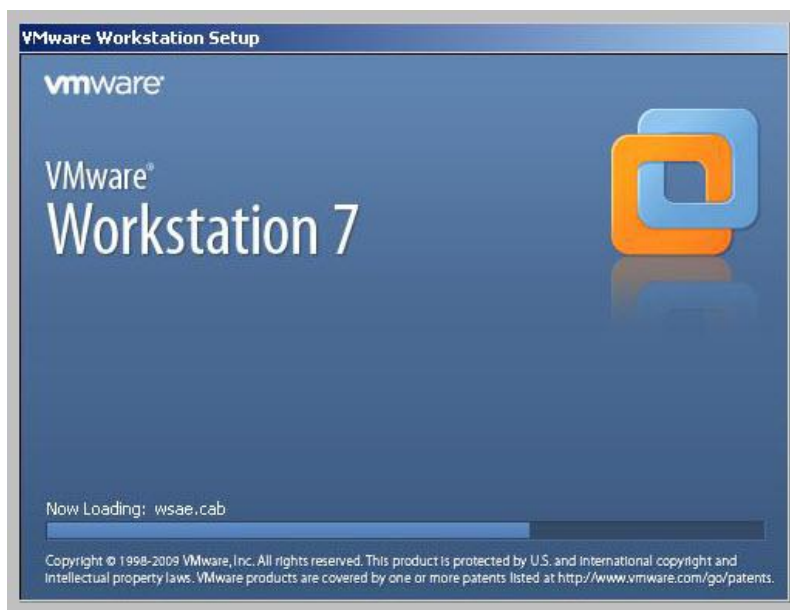 VMware Workstation Setup
vmware®
VMware®
Workstation 7
Now Loading: wsae.cab
Copyright © 1998-2009 VMware, Inc. All rights reserved. This product is protected by U.S. and international copyright and
intellectual property laws. VMware products are covered by one or more patents listed at http://www.vmware.com/go/patents.